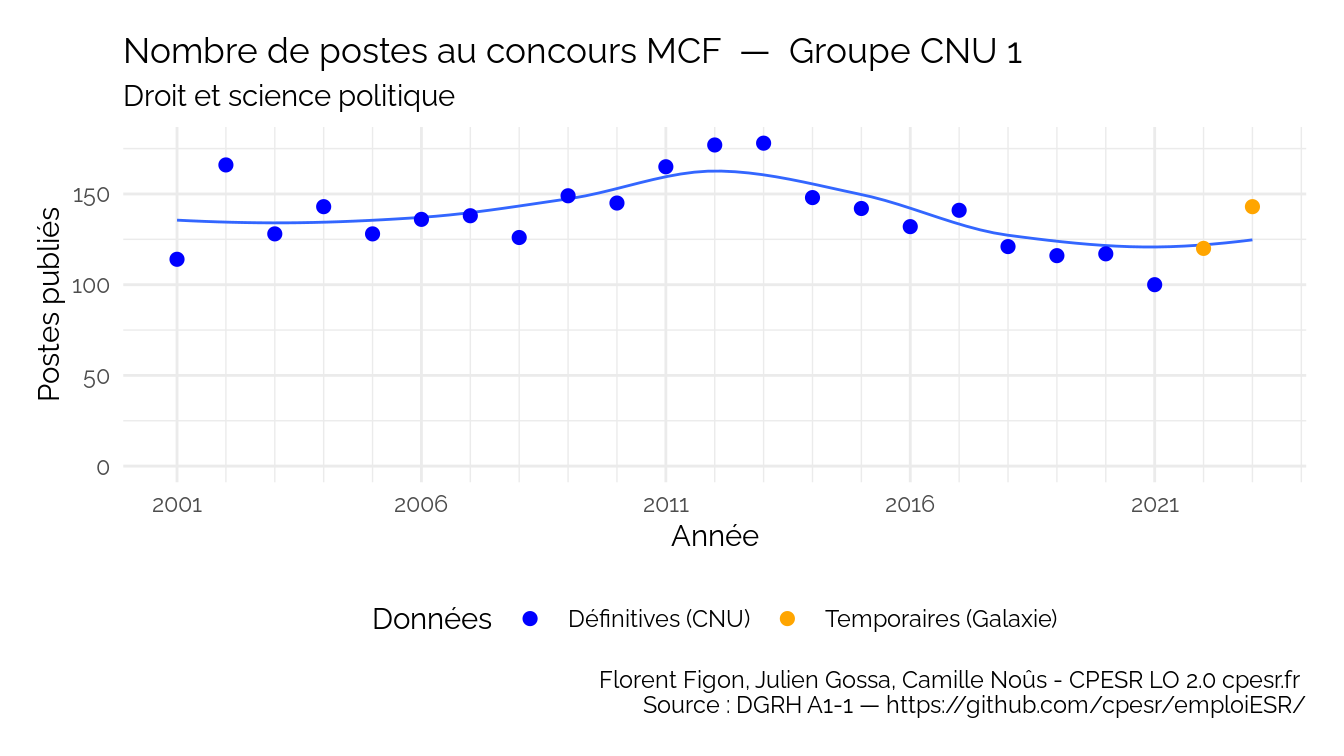 Nombre de postes au concours MCF — Groupe CNU 1
Droit et science politique
Postes publiés
150
100
50
0
2001 2006 2011 2016 2021
Année
Données Définitives (CNU) Temporaires (Galaxie)
Florent Figon, Julien Gossa, Camille Noûs - CPESR LO 2.0 cpesr.fr
Source : DGRH A1-1 — https://github.com/cpesr/emploiESR/